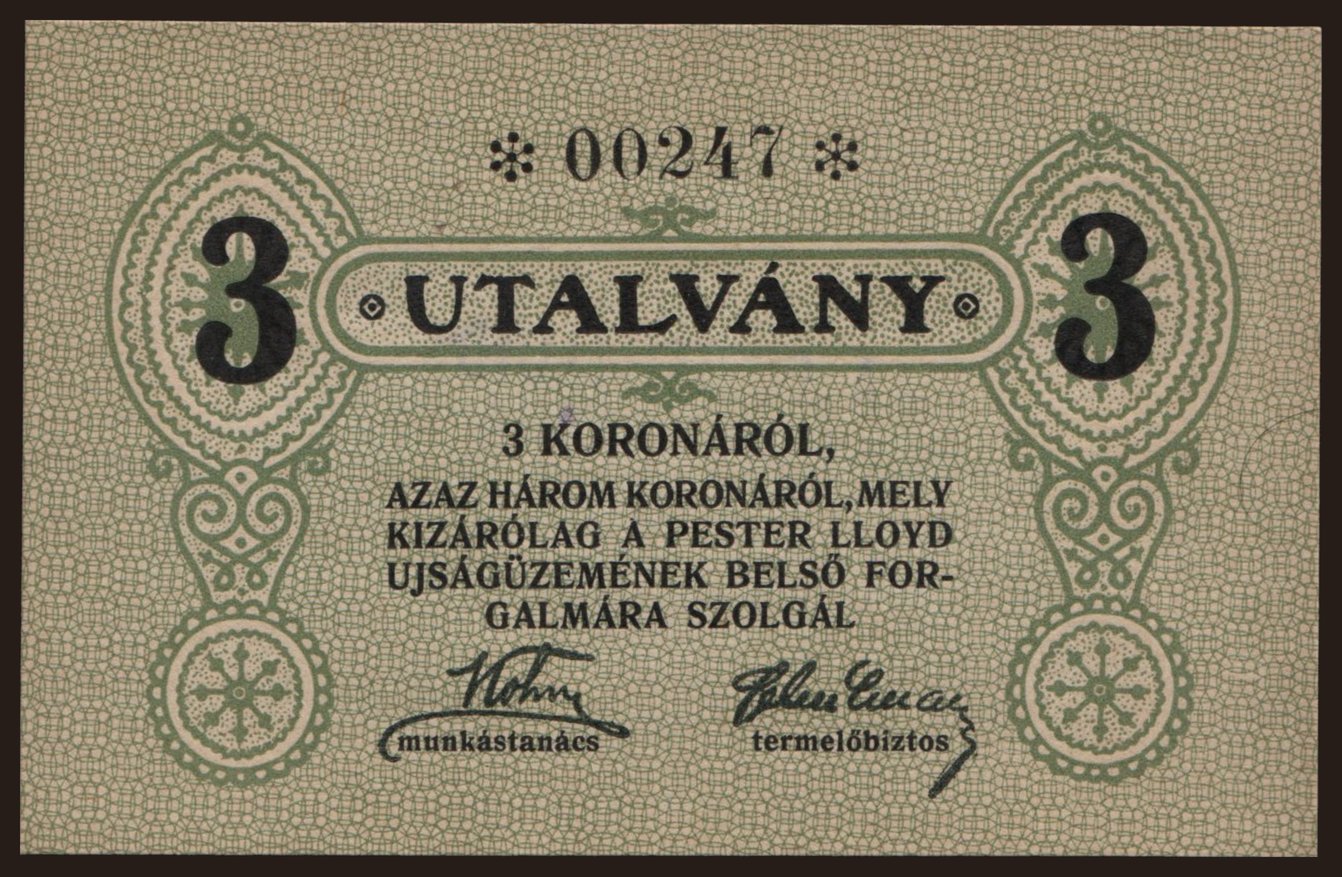 * 00247 *
3 UTALVÁNY 3
3 KORONÁRÓL,
AZAZ HÁROM KORONÁRÓL, MELY
KIZÁRÓLAG A PESTER LLOYD
UJSÁGÜZEMÉNEK BELSŐ FOR-
GALMÁRA SZOLGÁL
munkástanács termelőbiztos